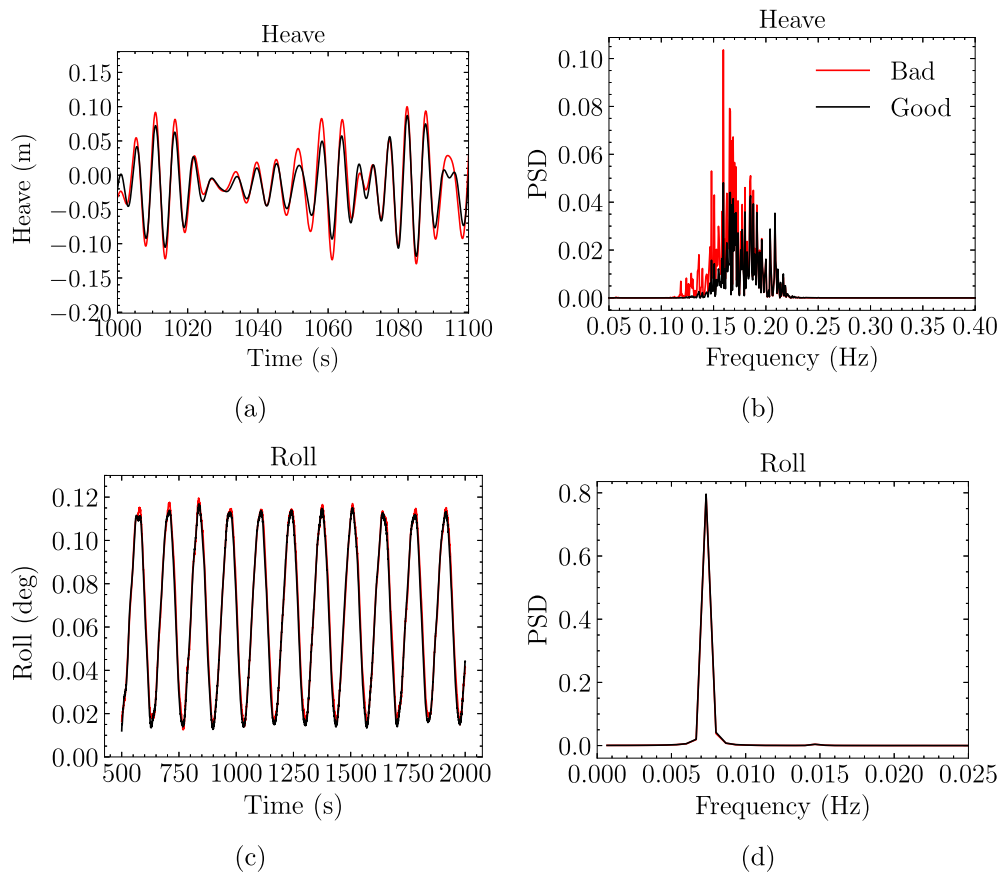 Heave
0.15
0.10
0.05
0.00
−0.05
−0.10
−0.15
−0.20
Heave (m)
1000 1020 1040 1060 1080 1100
Time (s)
(a)
Heave
Bad
Good
0.10
0.08
0.06
0.04
0.02
0.00
PSD
0.05 0.10 0.15 0.20 0.25 0.30 0.35 0.40
Frequency (Hz)
(b)
Roll
0.12
0.10
0.08
0.06
0.04
0.02
0.00
Roll (deg)
500 750 1000 1250 1500 1750 2000
Time (s)
(c)
Roll
0.8
0.6
0.4
0.2
0.0
PSD
0.000 0.005 0.010 0.015 0.020 0.025
Frequency (Hz)
(d)